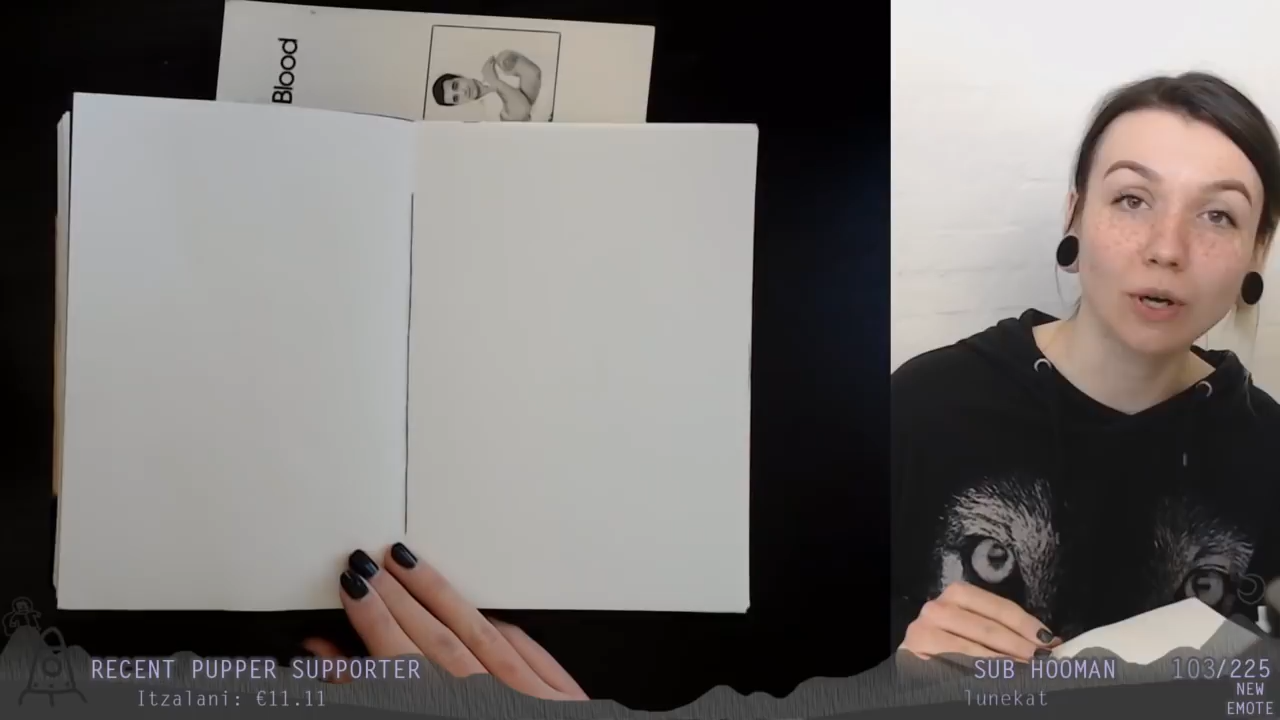 Blood
RECENT PUPPER SUPPORTER
Itzalani: €11.11
SUB HOOMAN
lunekat
103/225
NEW
EMOTE